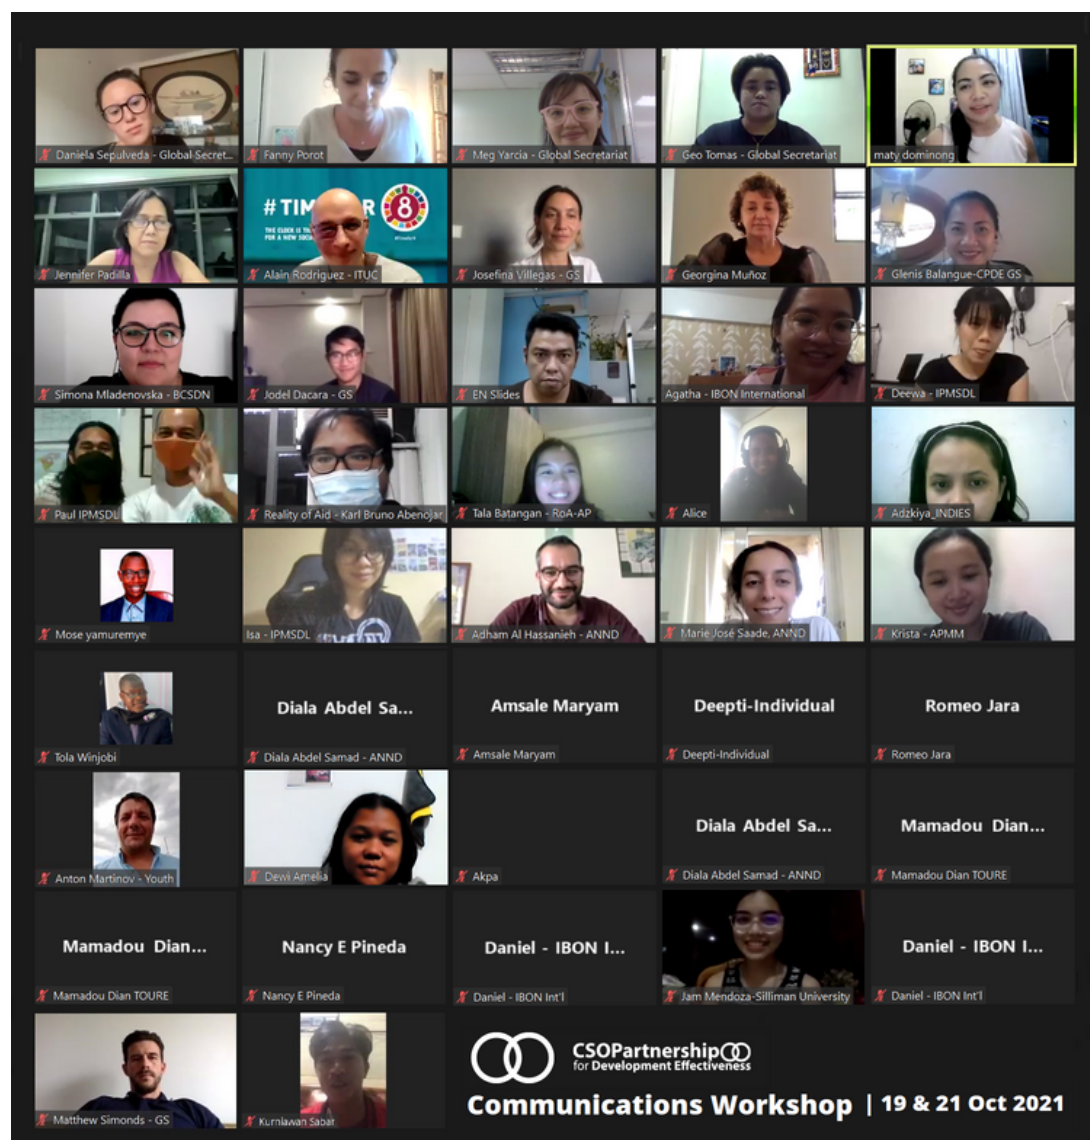 Daniela Sepulveda - Global Secret...
Fanny Porot
Meg Yarcia - Global Secretariat
Geo Tomas - Global Secretariat
maty dominong
Jennifer Padilla
# TIM
R
8
THE CLOCK IS
FOR A NEW
Alain Rodriguez - ITUC
Josefina Villegas - GS
Georgina Muñoz
Glenis Balangue-CPDE GS
Simona Mladenovska - BCSDN
Jodel Dacara - GS
EN Slides
Agatha - IBON International
Deewa - IPMSDL
Paul IPMSDL
Reality of Aid - Karl Bruno Abenojar
Tala Batangan - RoA-AP
Alice
Adzkiya_INDIES
Mose yamuremye
Isa - IPMSDL
Adham Al Hassanieh - ANND
Marie José Saade, ANND
Krista - APMM
Tola Winjobi
Diala Abdel Sa...
Diala Abdel Samad - ANND
Amsale Maryam
Amsale Maryam
Deepti-Individual
Deepti-Individual
Romeo Jara
Romeo Jara
Anton Martinov - Youth
Dewi Amelia
Akpa
Diala Abdel Sa...
Diala Abdel Samad - ANND
Mamadou Dian...
Mamadou Dian TOURE
Mamadou Dian...
Mamadou Dian TOURE
Nancy E Pineda
Nancy E Pineda
Daniel - IBON I...
Daniel - IBON Int'l
Jam Mendoza-Silliman University
Daniel - IBON I...
Daniel - IBON Int'l
Matthew Simonds - GS
Kurniawan Sabar
CSOPartnership
for Development Effectiveness
Communications Workshop | 19 & 21 Oct 2021